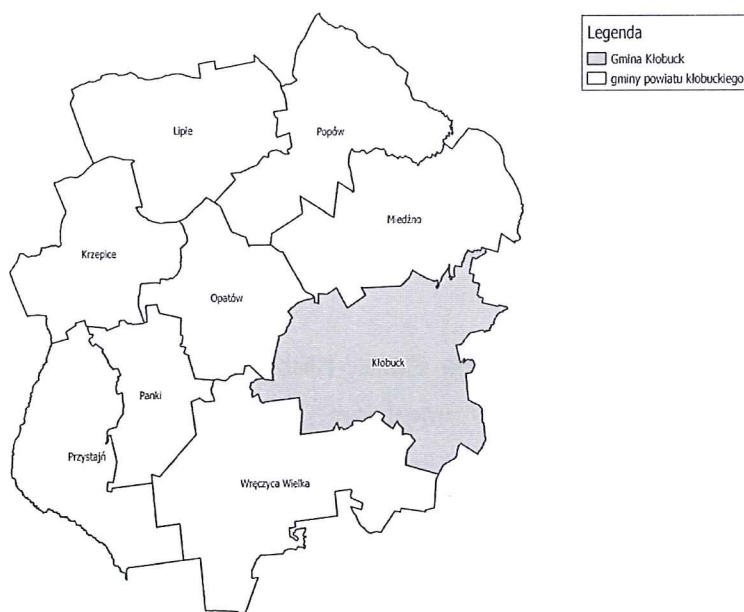 Legenda
Gmina Kłobuck
gminy powiatu kłobuckiego
Lipie
Popów
Miedźno
Krzepice
Opatów
Kłobuck
Panki
Przystajń
Wręczyca Wielka